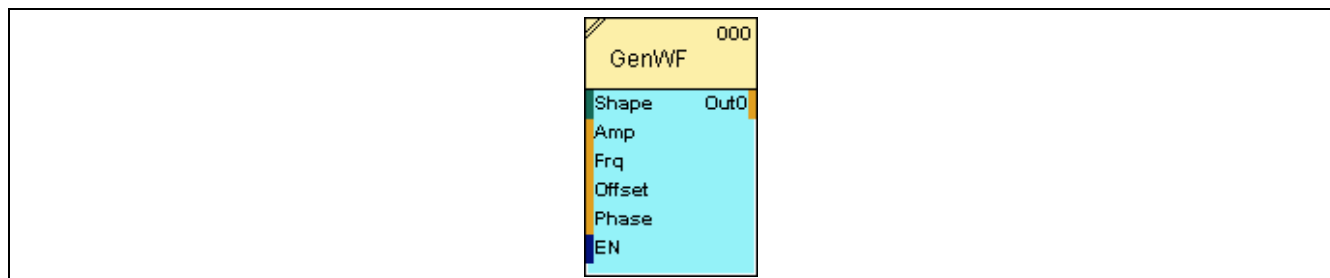 000
GenWF
Shape Out0
Amp
Frq
Offset
Phase
EN